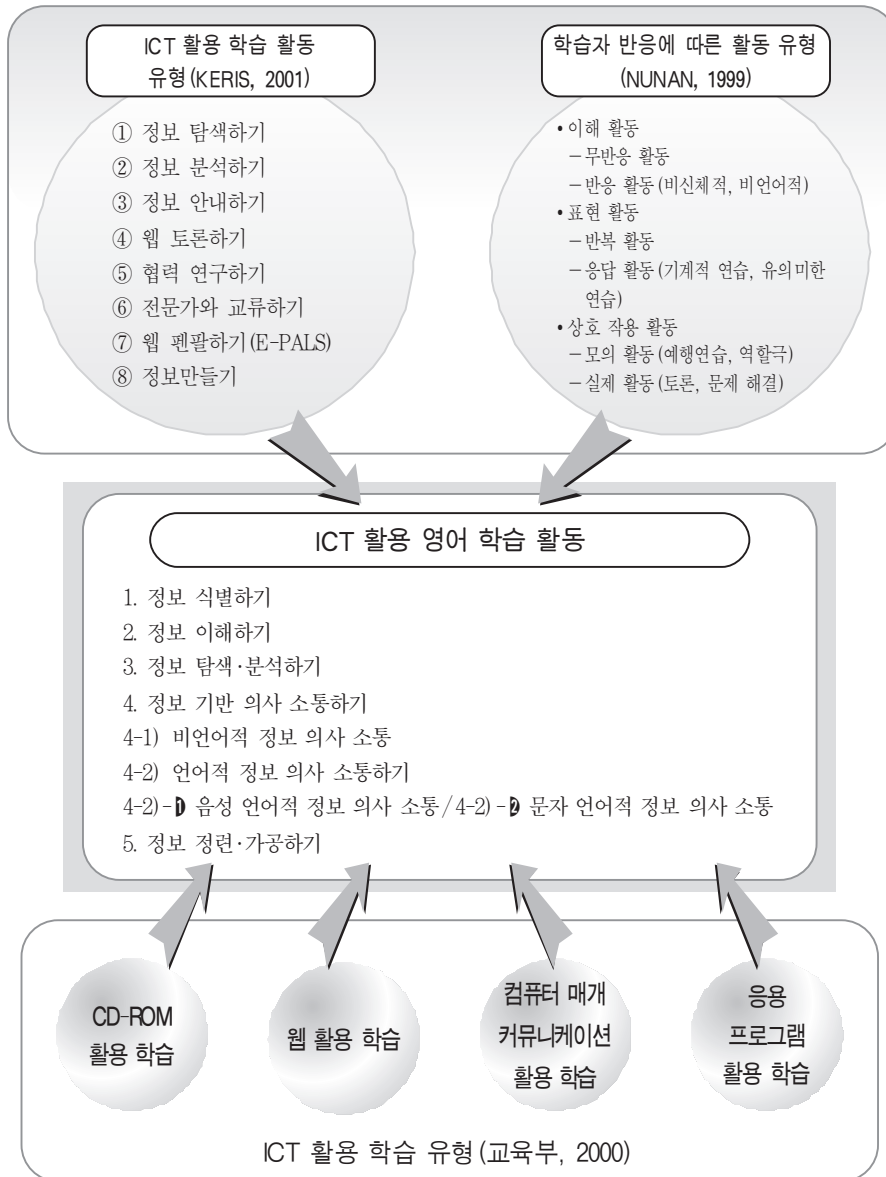 ICT 활용 학습 활동
유형(KERIS, 2001)
① 정보 탐색하기
② 정보 분석하기
③ 정보 안내하기
④ 웹 토론하기
⑤ 협력 연구하기
⑥ 전문가와 교류하기
⑦ 웹 펜팔하기(E-PALS)
⑧ 정보만들기
학습자 반응에 따른 활동 유형
(NUNAN, 1999)
•이해 활동
－무반응 활동
－반응 활동(비신체적, 비언어적)
•표현 활동
－반복 활동
－응답 활동(기계적 연습, 유의미한
연습)
•상호 작용 활동
－모의 활동(예행연습, 역할극)
－실제 활동(토론, 문제 해결)
ICT 활용 영어 학습 활동
1. 정보 식별하기
2. 정보 이해하기
3. 정보 탐색·분석하기
4. 정보 기반 의사 소통하기
4-1) 비언어적 정보 의사 소통
4-2) 언어적 정보 의사 소통하기
4-2)-❶ 음성 언어적 정보 의사 소통/4-2)-❷ 문자 언어적 정보 의사 소통
5. 정보 정련·가공하기
CD-ROM
활용 학습
웹 활용 학습
컴퓨터 매개
커뮤니케이션
활용 학습
응용
프로그램
활용 학습
ICT 활용 학습 유형(교육부, 2000)